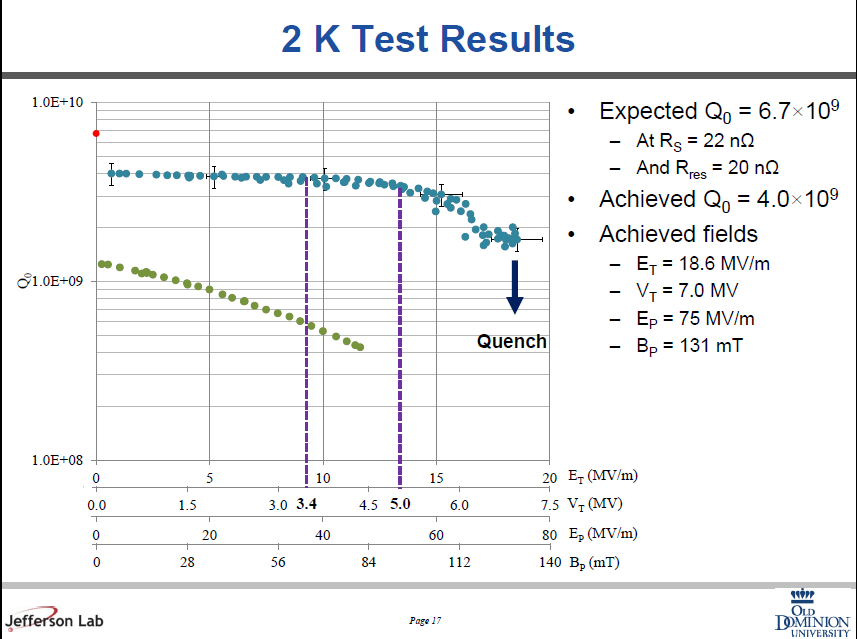 2 K Test Results
1.0E+10
1.0E+09
1.0E+08
Q0
Quench
0 5 10 15 20 ET (MV/m)
0.0 1.5 3.0 3.4 4.5 5.0 6.0 7.5 VT (MV)
0 20 40 60 80 EP (MV/m)
0 28 56 84 112 140 BP (mT)
• Expected Q0 = 6.7×10⁹
– At RS = 22 nΩ
– And Rres = 20 nΩ
• Achieved Q0 = 4.0×10⁹
• Achieved fields
– ET = 18.6 MV/m
– VT = 7.0 MV
– EP = 75 MV/m
– BP = 131 mT
Jefferson Lab
Page 17
OLD
DOMINION
UNIVERSITY